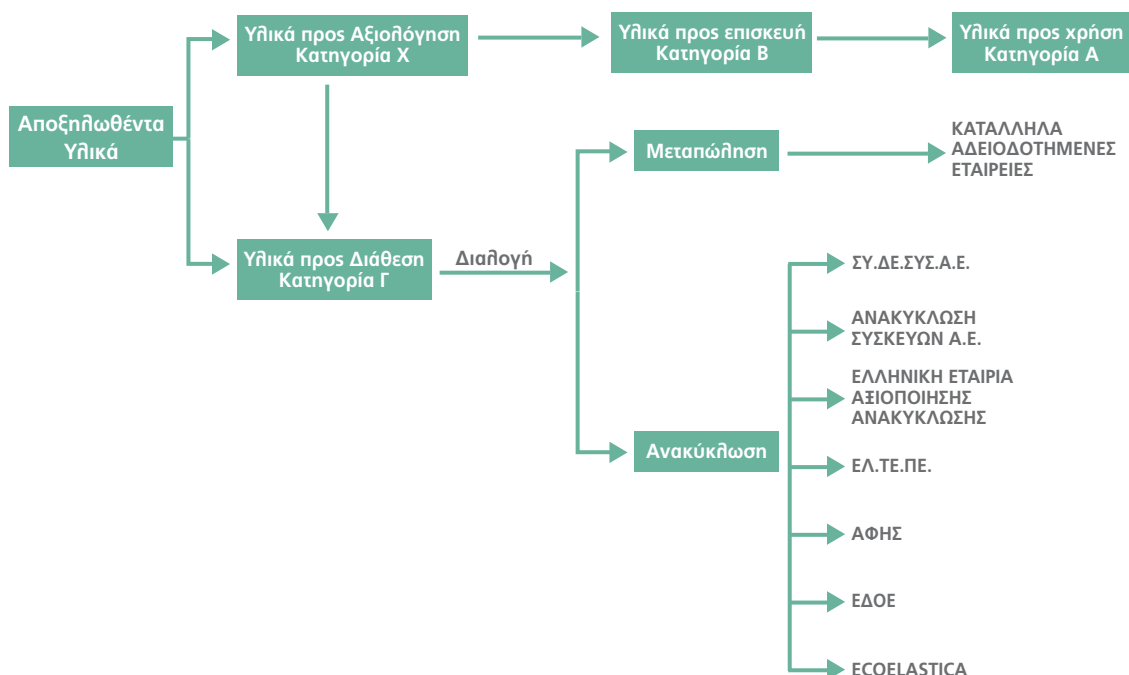 Υλικά προς Αξιολόγηση
Κατηγορία Χ
Υλικά προς επισκευή
Κατηγορία Β
Υλικά προς χρήση
Κατηγορία Α
Αποξηλωθέντα
Υλικά
Μεταπώληση
ΚΑΤΑΛΛΗΛΑ
ΑΔΕΙΟΔΟΤΗΜΕΝΕΣ
ΕΤΑΙΡΕΙΕΣ
Υλικά προς Διάθεση
Κατηγορία Γ
Διαλογή
ΣΥ.ΔΕ.ΣΥΣ.Α.Ε.
ΑΝΑΚΥΚΛΩΣΗ
ΣΥΣΚΕΥΩΝ Α.Ε.
ΕΛΛΗΝΙΚΗ ΕΤΑΙΡΙΑ
ΑΞΙΟΠΟΙΗΣΗΣ
ΑΝΑΚΥΚΛΩΣΗΣ
Ανακύκλωση
ΕΛ.ΤΕ.ΠΕ.
ΑΦΗΣ
ΕΔΟΕ
ECOELASTICA